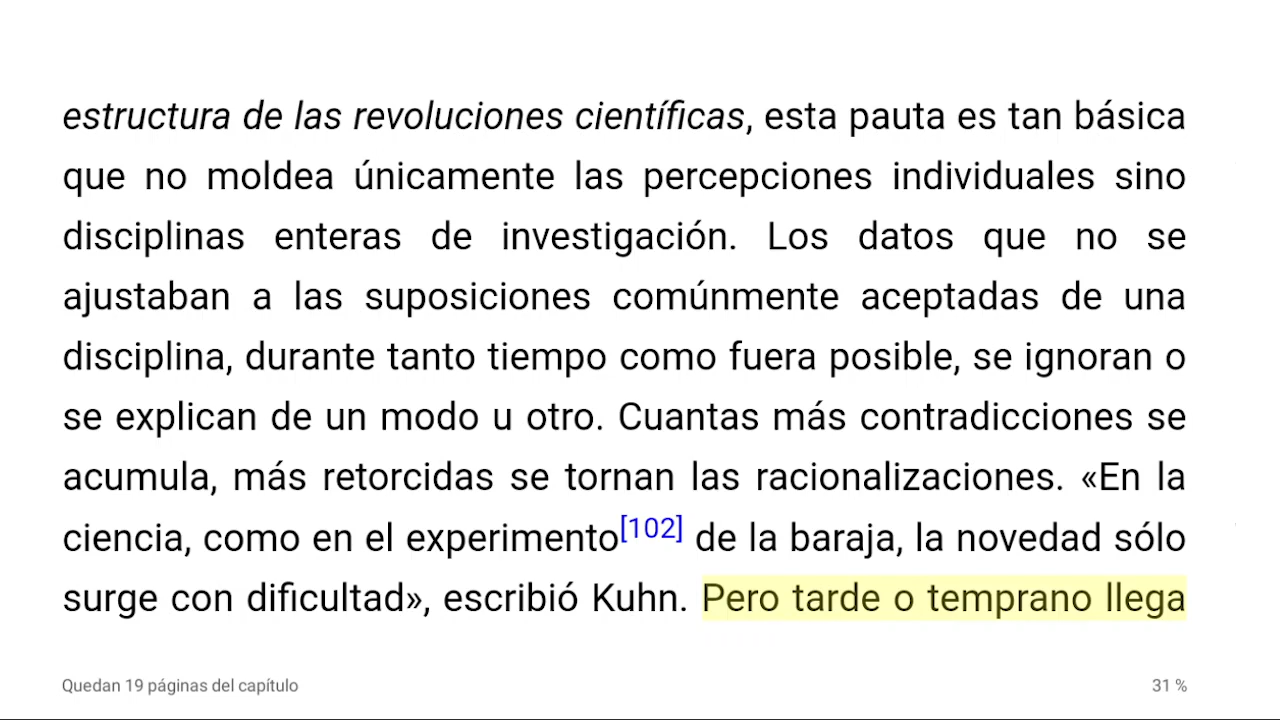 estructura de las revoluciones científicas, esta pauta es tan básica
que no moldea únicamente las percepciones individuales sino
disciplinas enteras de investigación. Los datos que no se
ajustaban a las suposiciones comúnmente aceptadas de una
disciplina, durante tanto tiempo como fuera posible, se ignoran o
se explican de un modo u otro. Cuantas más contradicciones se
acumula, más retorcidas se tornan las racionalizaciones. «En la
ciencia, como en el experimento[102] de la baraja, la novedad sólo
surge con dificultad», escribió Kuhn. Pero tarde o temprano llega
Quedan 19 páginas del capítulo
31 %